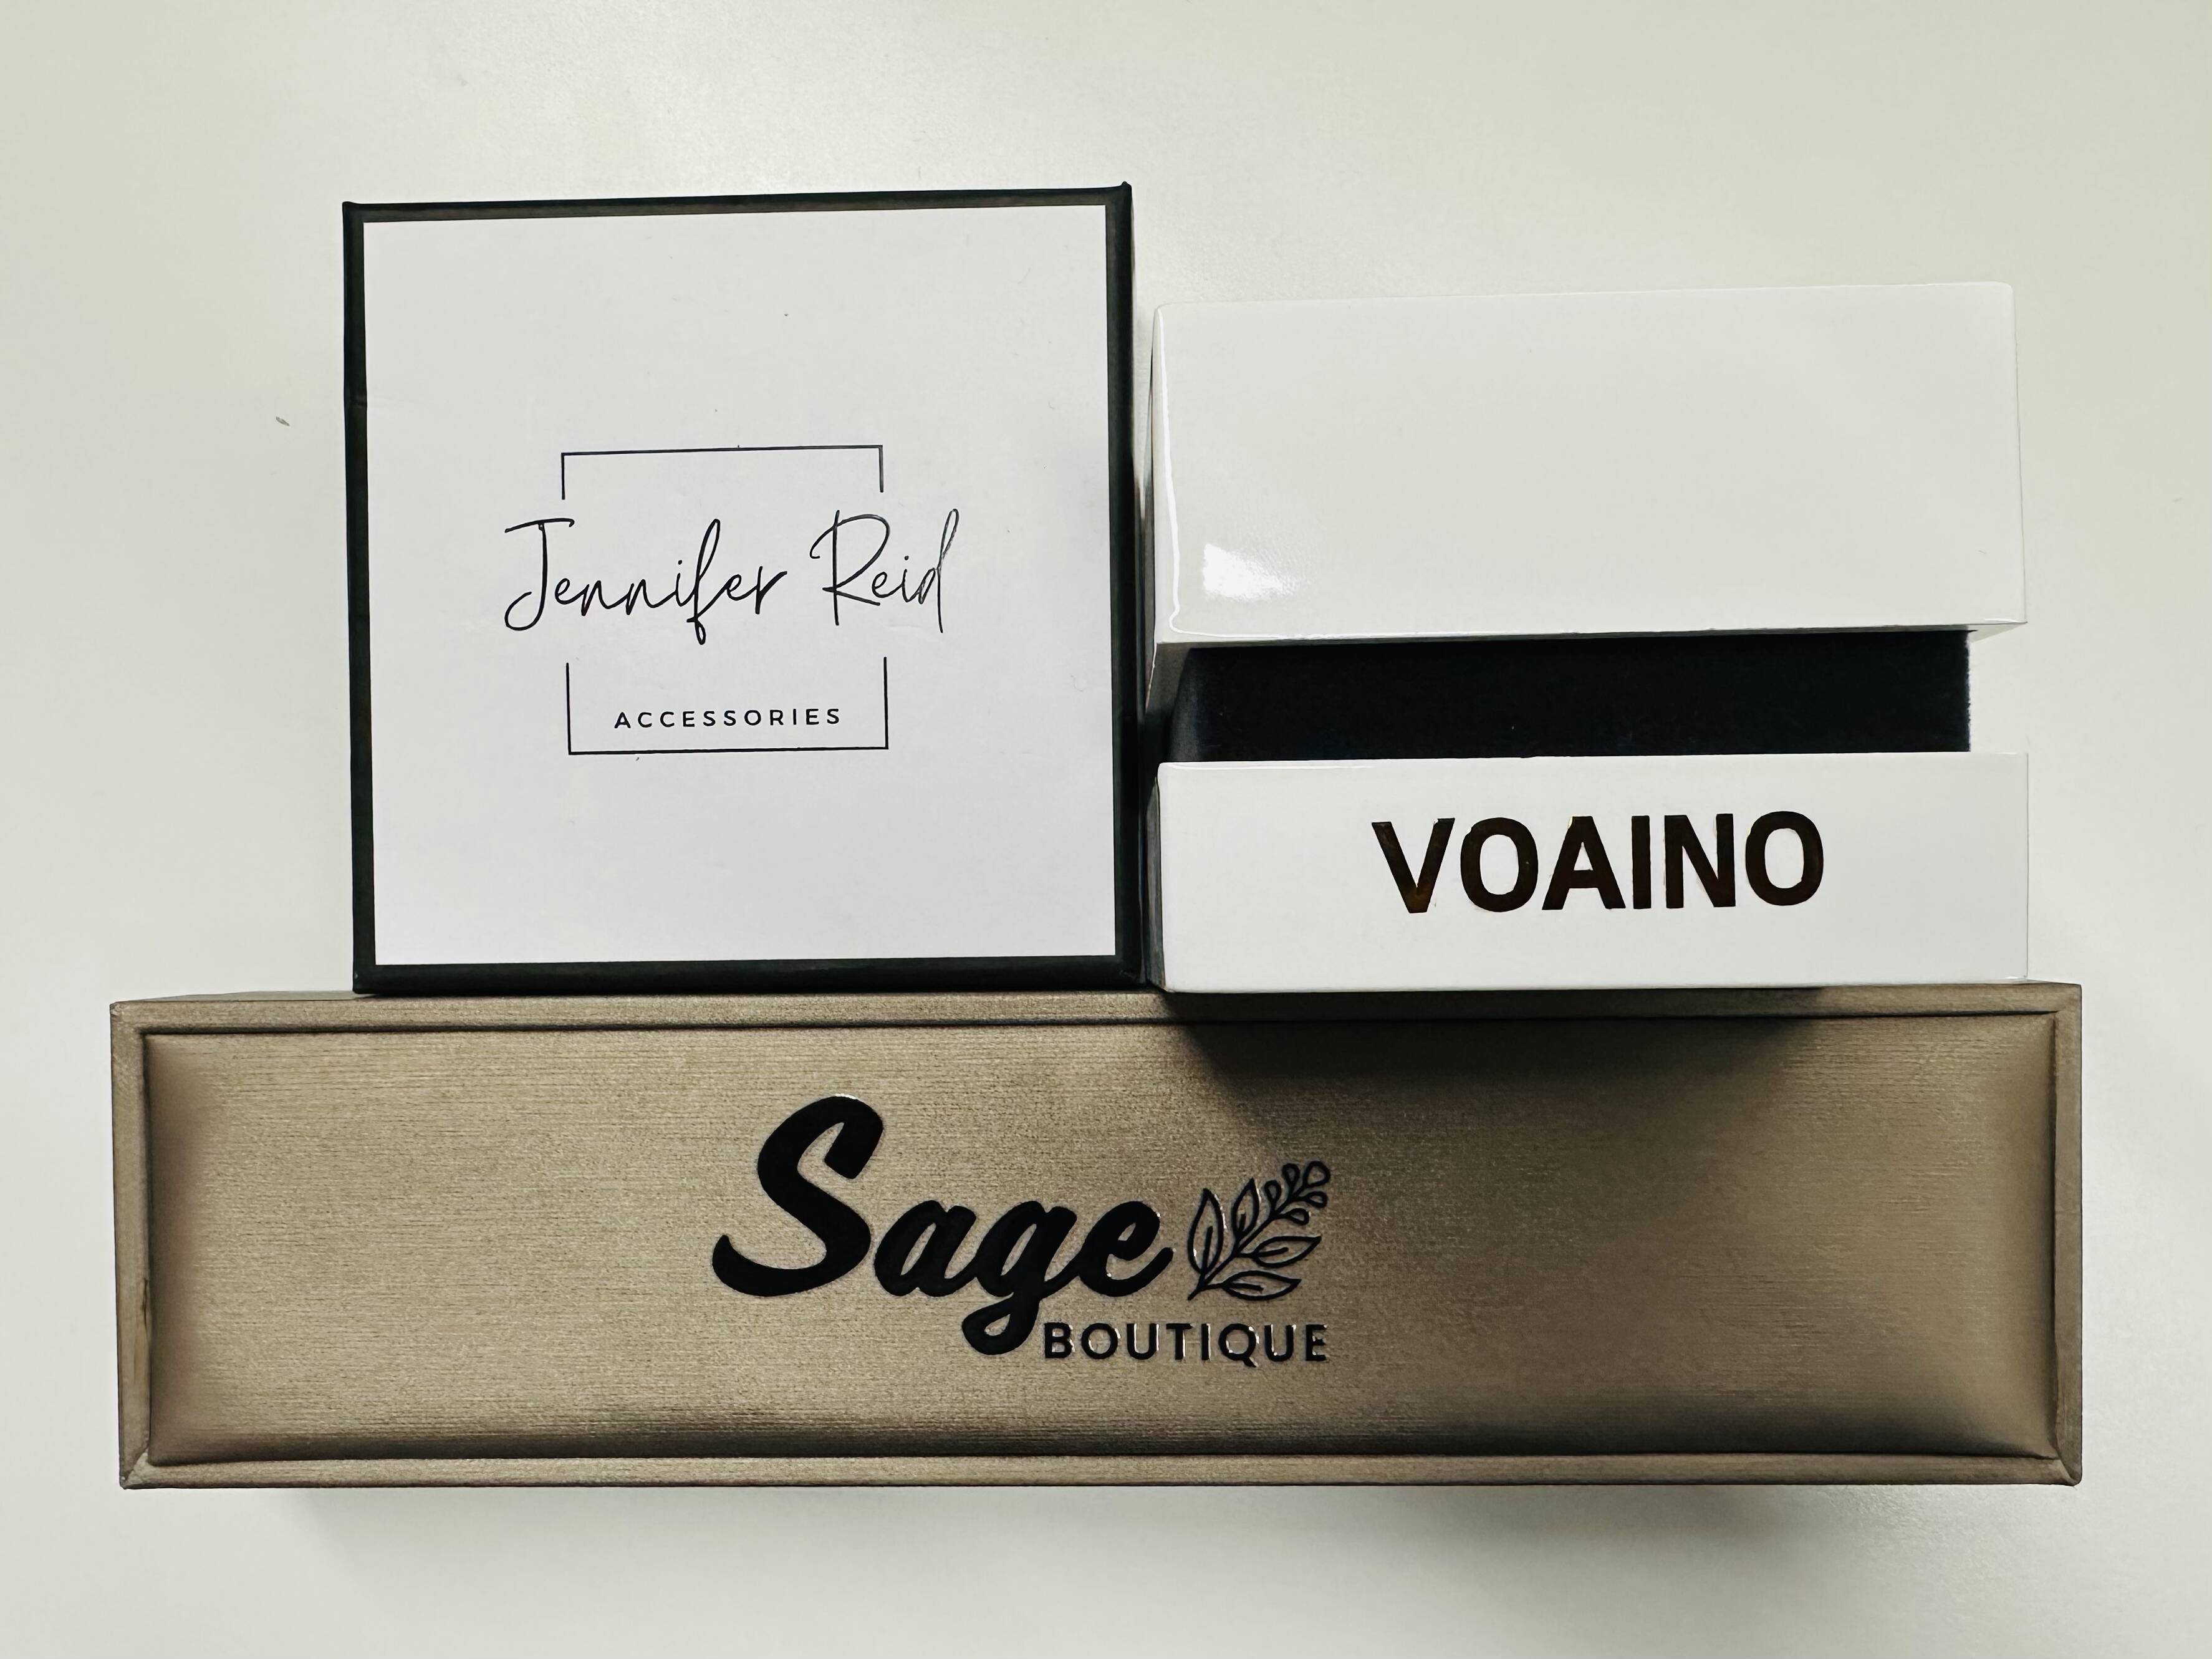 Jennifer Reid
ACCESSORIES
VOAINO
Sage
BOUTIQUE